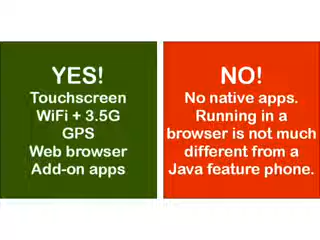 YES!
Touchscreen
WiFi + 3.5G
GPS
Web browser
Add-on apps
NO!
No native apps.
Running in a
browser is not much
different from a
Java feature phone.